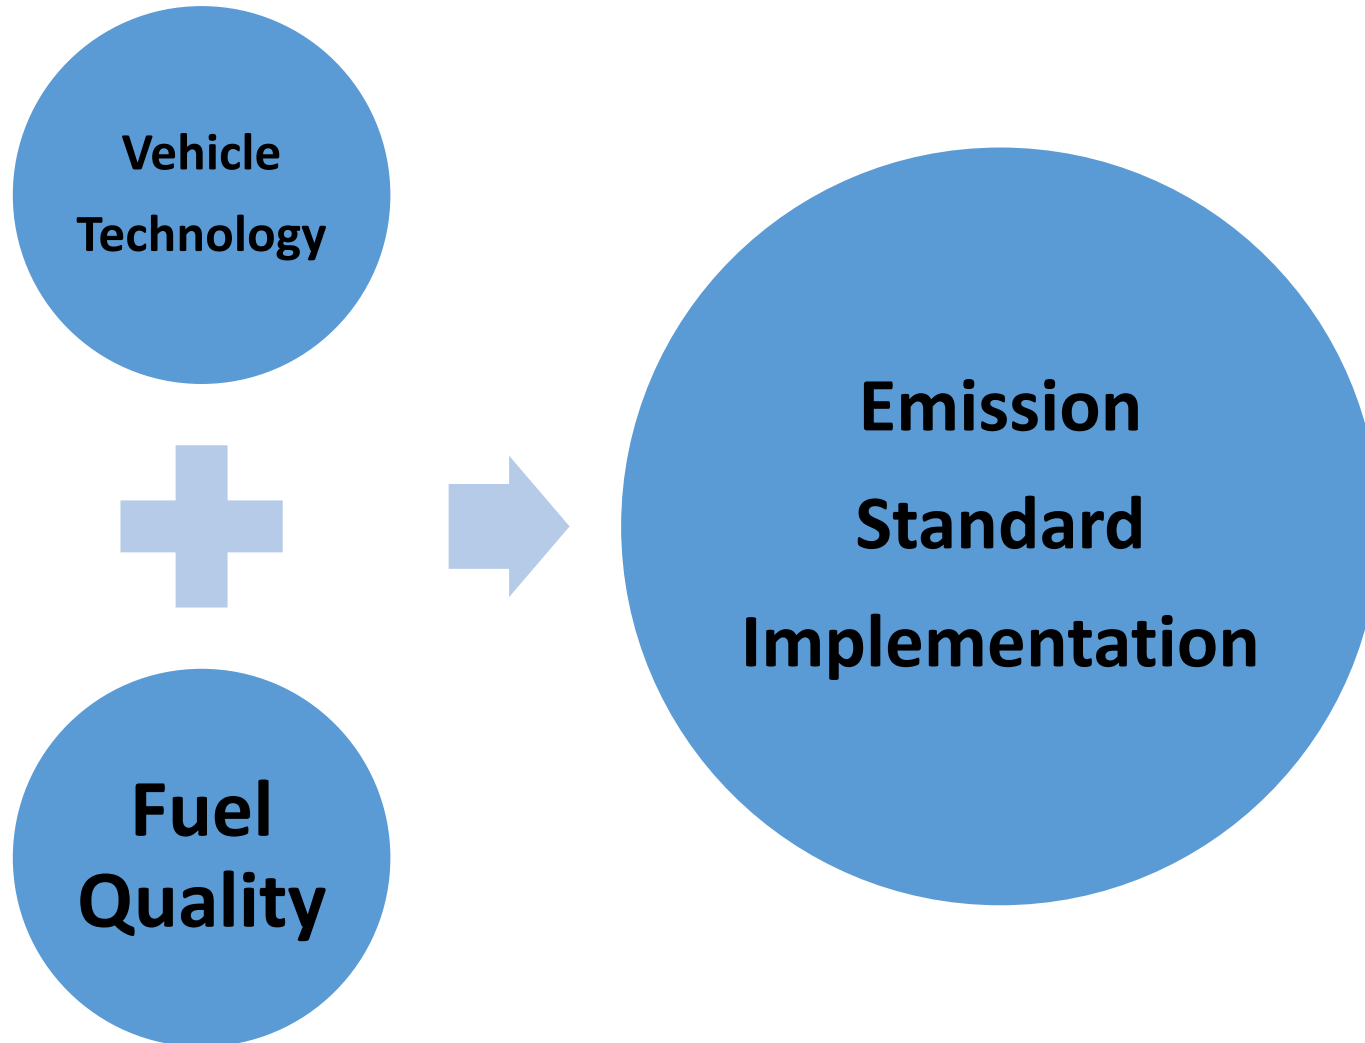 Vehicle
Technology
Fuel
Quality
Emission
Standard
Implementation